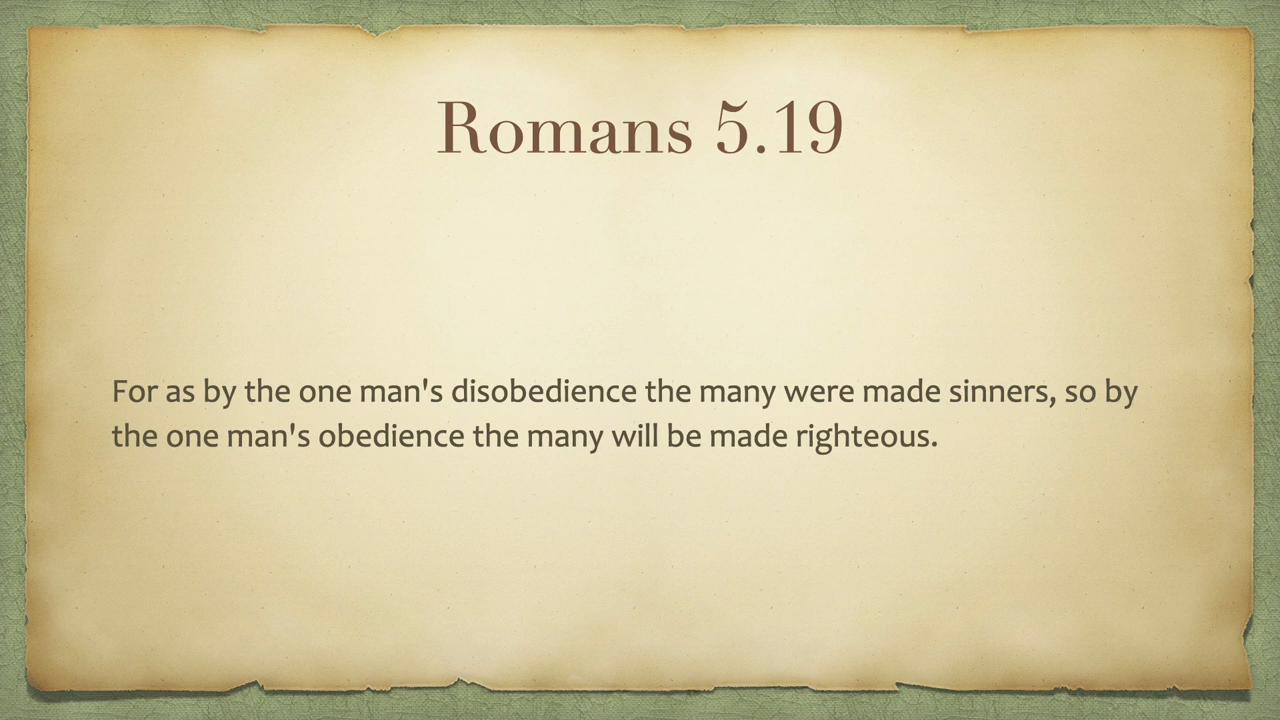 Romans 5.19
For as by the one man's disobedience the many were made sinners, so by
the one man's obedience the many will be made righteous.